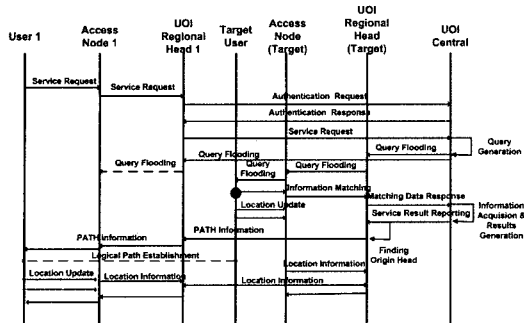 User 1
Access
Node 1
UOI
Regional
Head 1
Target
User
Access
Node
(Target)
UOI
Regional
Head
(Target)
UOI
Central
Service Request
Service Request
Authentication Request
Authentication Response
Service Request
Query Flooding
Query
Generation
Query Flooding
Query Flooding
Query
Flooding
Query Flooding
Information Matching
Matching Data Response
Location Update
Service Result Reporting
Information
Acquision &
Results
Generation
PATH Information
PATH Information
Finding
Origin Head
Logical Path Establishment
Location Update
Location Information
Location Information
Location Information